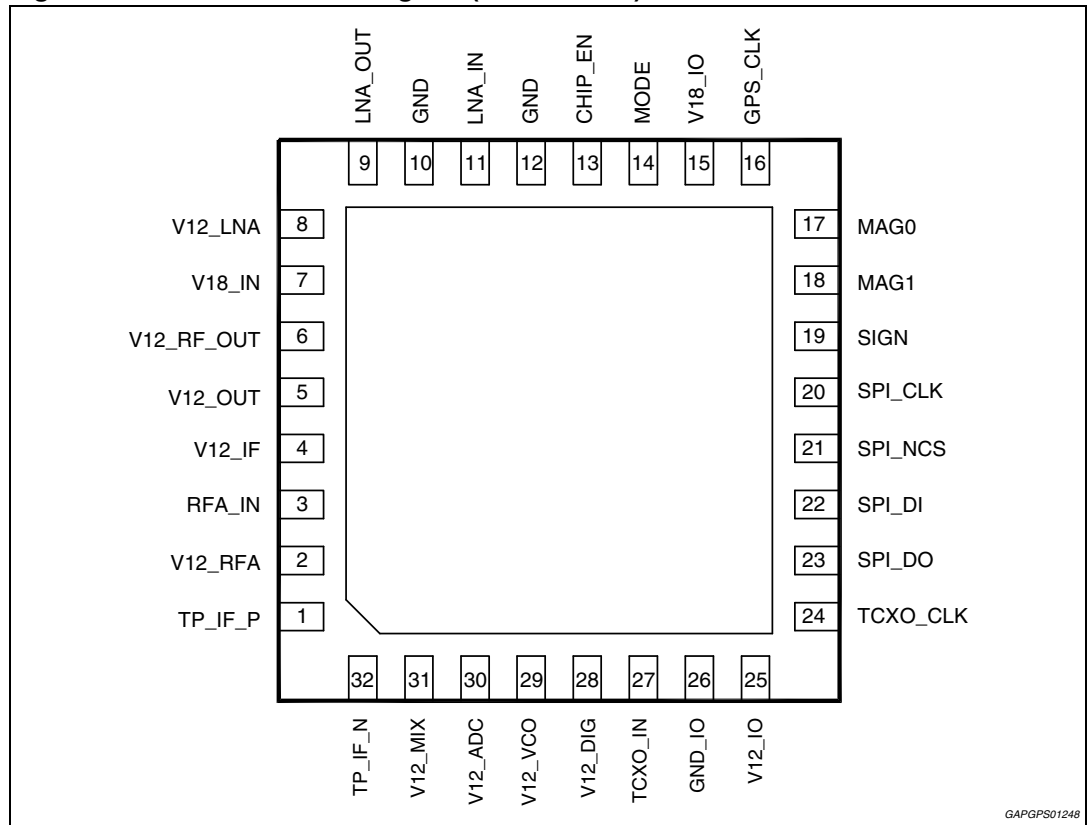 LNA_OUT
GND
LNA_IN
GND
CHIP_EN
MODE
V18_IO
GPS_CLK
9 10 11 12 13 14 15 16
V12_LNA 8 17 MAG0
V18_IN 7 18 MAG1
V12_RF_OUT 6 19 SIGN
V12_OUT 5 20 SPI_CLK
V12_IF 4 21 SPI_NCS
RFA_IN 3 22 SPI_DI
V12_RFA 2 23 SPI_DO
TP_IF_P 1 24 TCXO_CLK
32 31 30 29 28 27 26 25
TP_IF_N
V12_MIX
V12_ADC
V12_VCO
V12_DIG
TCXO_IN
GND_IO
V12_IO
GAPGPS01248